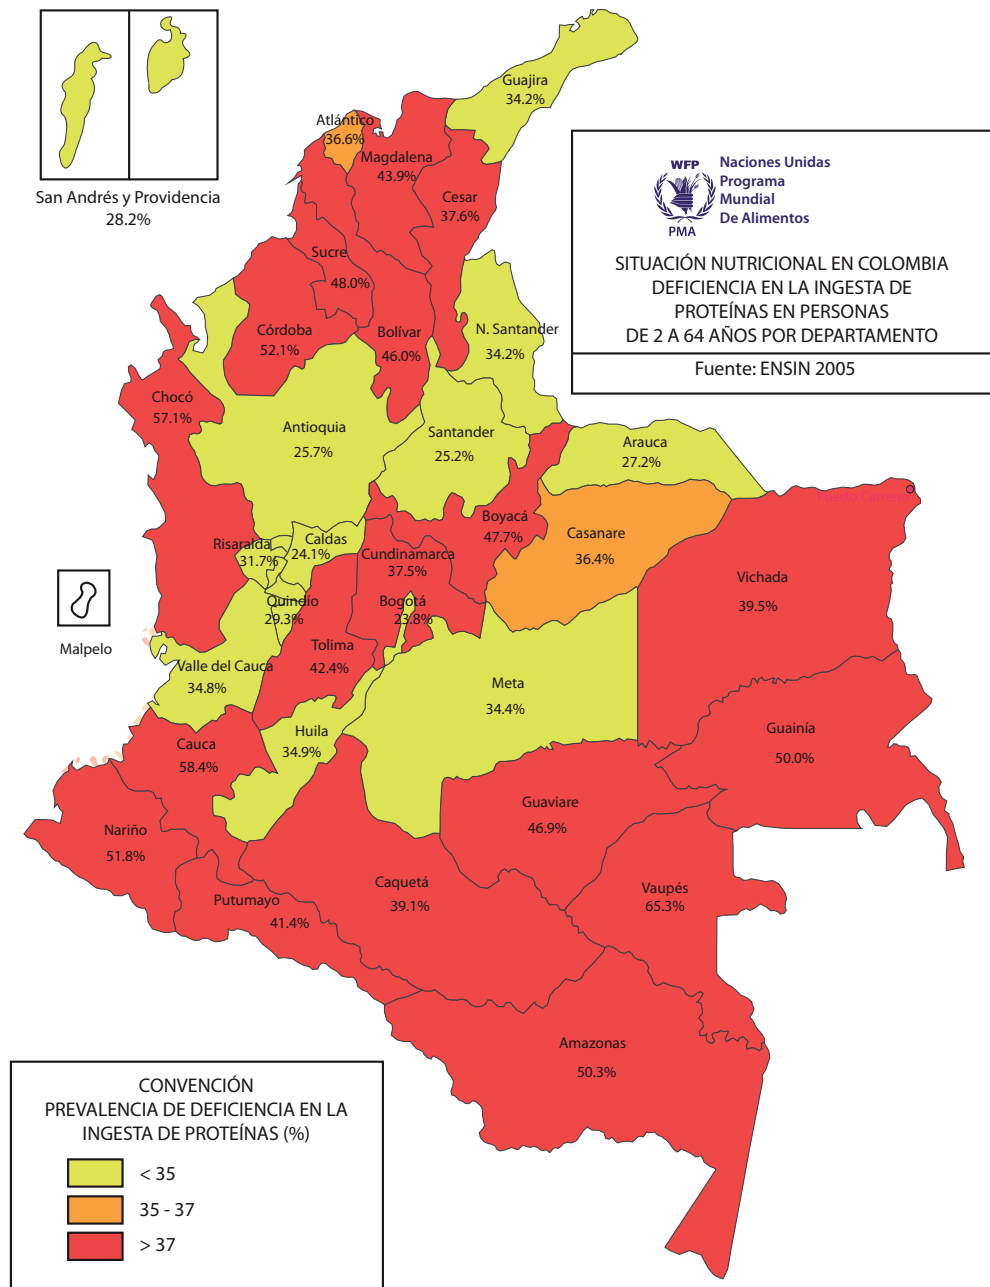 San Andrés y Providencia
28.2%
Guajira
34.2%
Atlántico
36.6%
Magdalena
43.9%
Cesar
37.6%
WFP
PMA
Naciones Unidas
Programa
Mundial
De Alimentos
SITUACIÓN NUTRICIONAL EN COLOMBIA
DEFICIENCIA EN LA INGESTA DE
PROTEÍNAS EN PERSONAS
DE 2 A 64 AÑOS POR DEPARTAMENTO
Fuente: ENSIN 2005
Sucre
48.0%
Córdoba
52.1%
Bolívar
46.0%
N. Santander
34.2%
Chocó
57.1%
Antioquia
25.7%
Santander
25.2%
Arauca
27.2%
Puerto Carreño
Boyacá
47.7%
Casanare
36.4%
Risaralda
31.7%
Caldas
24.1%
Cundinamarca
37.5%
Vichada
39.5%
Quindío
29.3%
Bogotá
23.8%
Malpelo
Tolima
42.4%
Valle del Cauca
34.8%
Meta
34.4%
Huila
34.9%
Guainía
50.0%
Cauca
58.4%
Guaviare
46.9%
Nariño
51.8%
Caquetá
39.1%
Vaupés
65.3%
Putumayo
41.4%
Amazonas
50.3%
CONVENCIÓN
PREVALENCIA DE DEFICIENCIA EN LA
INGESTA DE PROTEÍNAS (%)
< 35
35 - 37
> 37